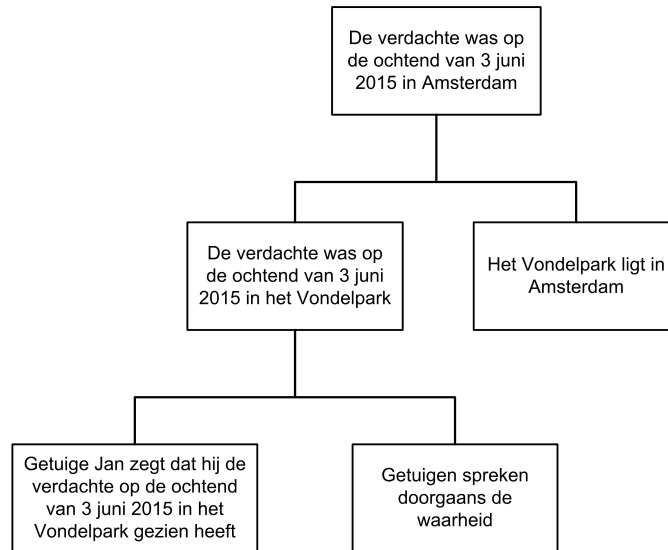 De verdachte was op
de ochtend van 3 juni
2015 in Amsterdam
De verdachte was op
de ochtend van 3 juni
2015 in het Vondelpark
Het Vondelpark ligt in
Amsterdam
Getuige Jan zegt dat hij de
verdachte op de ochtend
van 3 juni 2015 in het
Vondelpark gezien heeft
Getuigen spreken
doorgaans de
waarheid